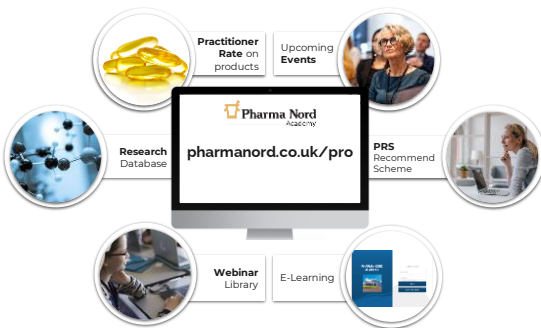 Practitioner
Rate on
products
Upcoming
Events
Pharma Nord
Academy
pharmanord.co.uk/pro
Research
Database
PRS
Recommend
Scheme
Webinar
Library
E-Learning